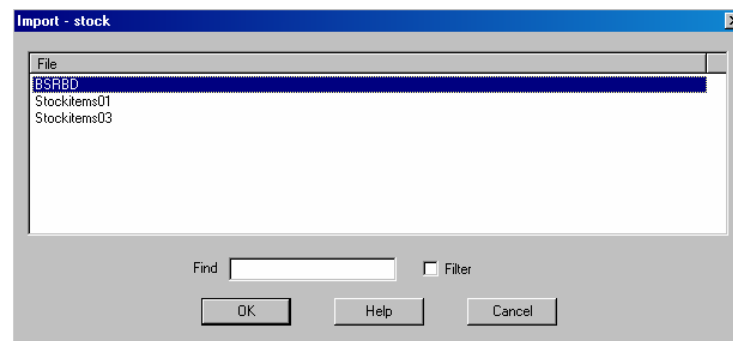 Import - stock
File
BSRBD
Stockitems01
Stockitems03
Find
Filter
OK Help Cancel